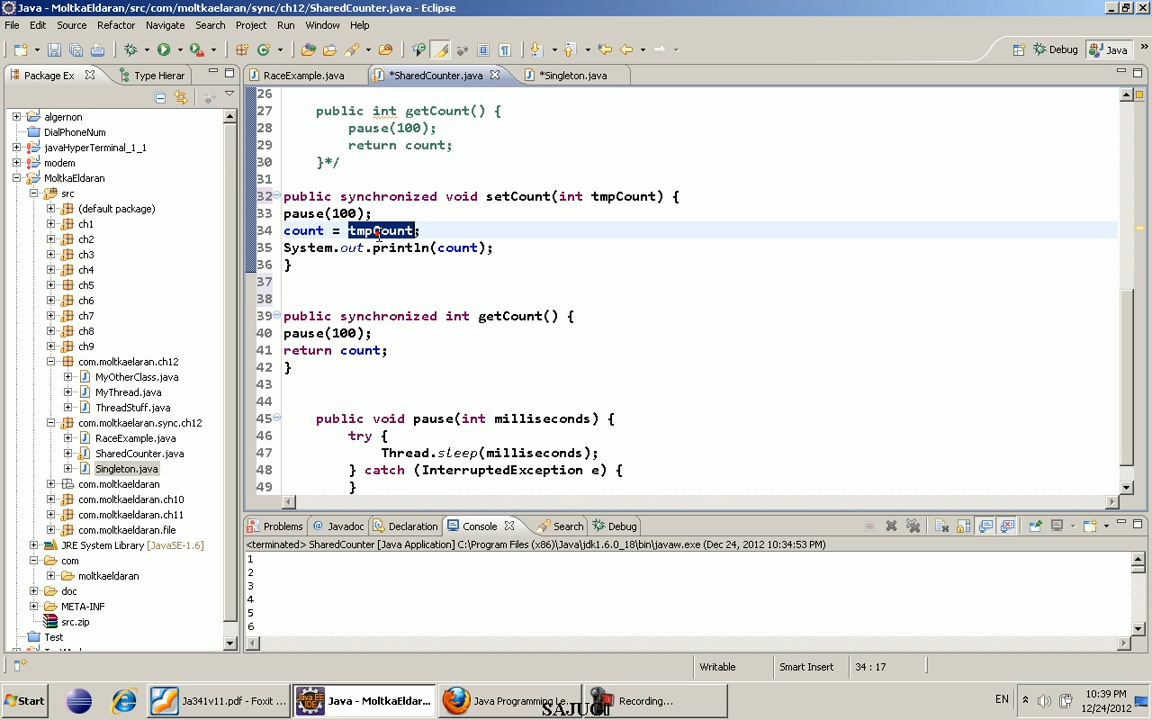 Java - MoltkaEldaran/src/com/moltkaelaran/sync/ch12/SharedCounter.java - Eclipse
File Edit Source Refactor Navigate Search Project Run Window Help
Debug Java
Package Ex Type Hierar
RaceExample.java *SharedCounter.java *Singleton.java
algernon
DialPhoneNum
javaHyperTerminal_1_1
modem
MoltkaEldaran
src
(default package)
ch1
ch2
ch3
ch4
ch5
ch6
ch7
ch8
ch9
com.moltkaelaran.ch12
MyOtherClass.java
MyThread.java
ThreadStuff.java
com.moltkaelaran.sync.ch12
RaceExample.java
SharedCounter.java
Singleton.java
com.moltkaeldaran
com.moltkaeldaran.ch10
com.moltkaeldaran.ch11
com.moltkaeldaran.file
JRE System Library [JavaSE-1.6]
com
moltkaeldaran
doc
META-INF
src.zip
Test
26
27 public int getCount() {
28 pause(100);
29 return count;
30 }*/
31
32 public synchronized void setCount(int tmpCount) {
33 pause(100);
34 count = tmpCount;
35 System.out.println(count);
36 }
37
38
39 public synchronized int getCount() {
40 pause(100);
41 return count;
42 }
43
44
45 public void pause(int milliseconds) {
46 try {
47 Thread.sleep(milliseconds);
48 } catch (InterruptedException e) {
49 }
Problems Javadoc Declaration Console Search Debug
<terminated> SharedCounter [Java Application] C:\Program Files (x86)\Java\jdk1.6.0_18\bin\javaw.exe (Dec 24, 2012 10:34:53 PM)
1
2
3
4
5
6
Writable Smart Insert 34 : 17
Start Ja341v11.pdf - Foxit ... Java - MoltkaEldar... Java Programming Le... Recording... EN 10:39 PM
12/24/2012
SAJUGI